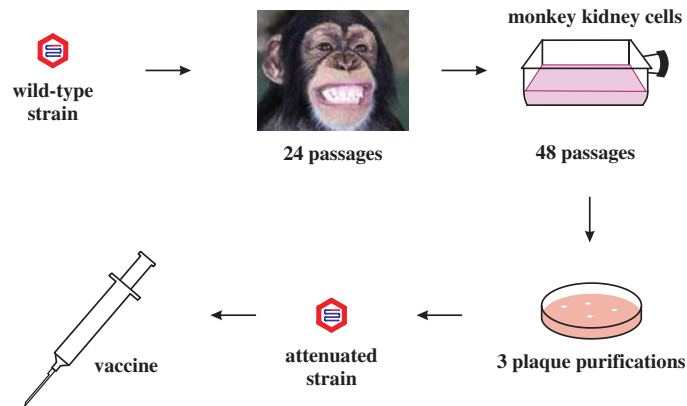 monkey kidney cells
wild-type
strain
24 passages
48 passages
vaccine
attenuated
strain
3 plaque purifications